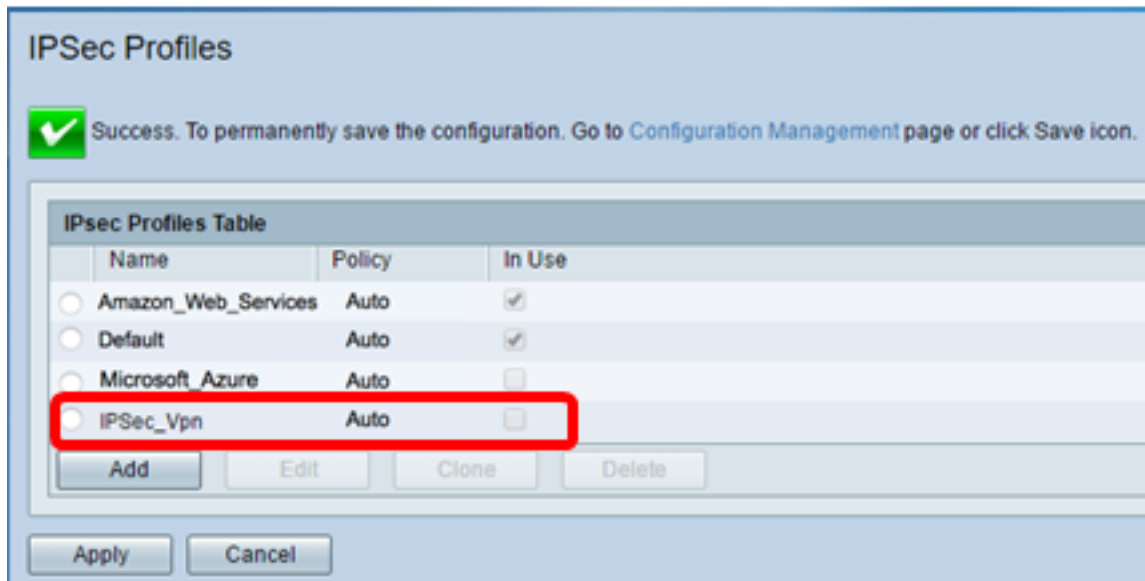 IPSec Profiles
Success. To permanently save the configuration. Go to Configuration Management page or click Save icon.
IPsec Profiles Table
Name Policy In Use
Amazon_Web_Services Auto
Default Auto
Microsoft_Azure Auto
IPSec_Vpn Auto
Add Edit Clone Delete
Apply Cancel